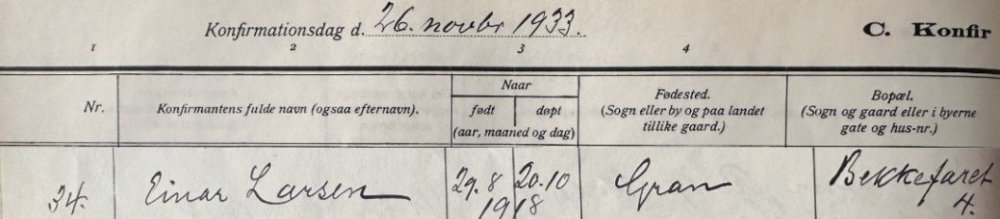 Konfirmationsdag d. 26. novbr 1933. C. Konfir
1 2 3 4
Nr. Konfirmantens fulde navn (ogsaa efternavn). Naar
født døpt
(aar, maaned og dag) Fødested.
(Sogn eller by og paa landet
tillike gaard.) Bopæl.
(Sogn og gaard eller i byerne
gate og hus-nr.)
34. Einar Larsen 29.8 20.10
1918 Gran Bekkefaret
4.